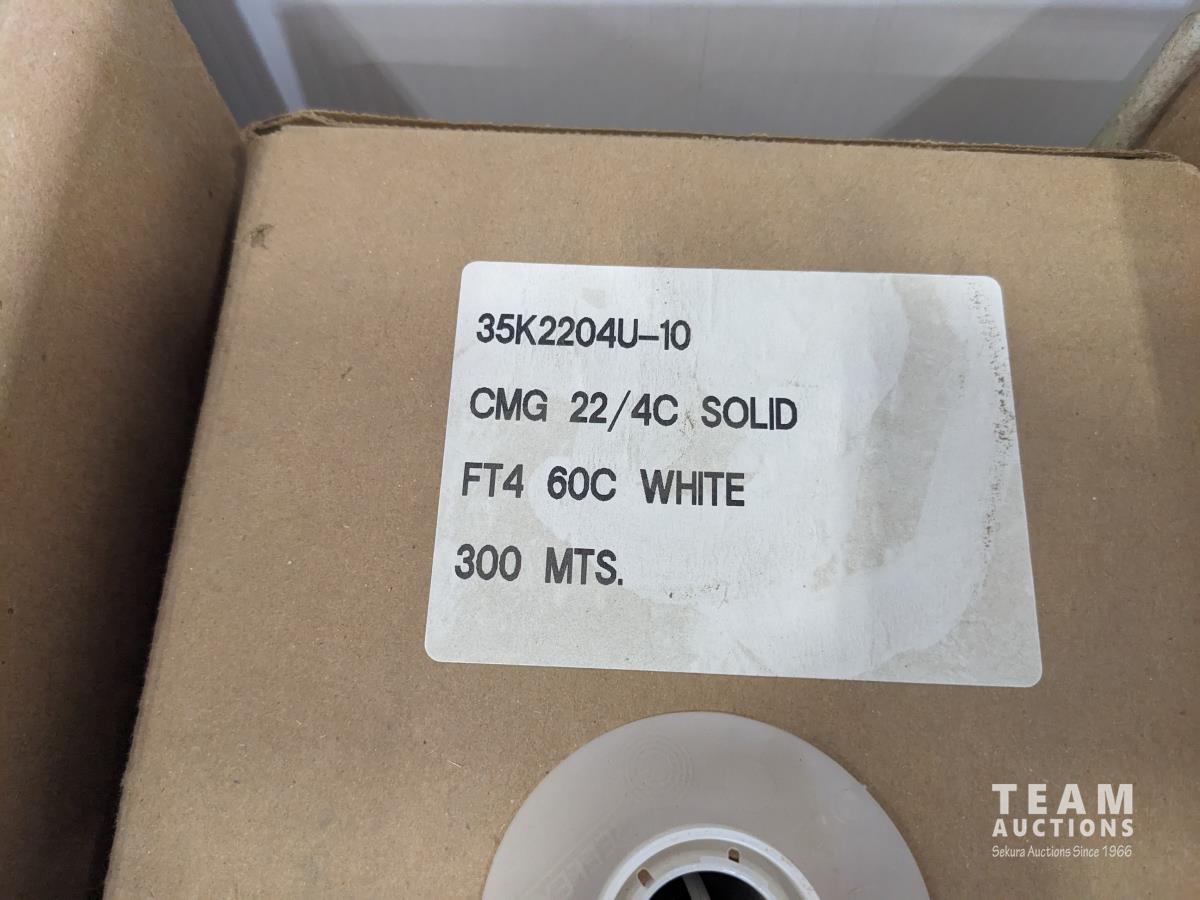 35K2204U-10
CMG 22/4C SOLID
FT4 60C WHITE
300 MTS.
TEAM
AUCTIONS
Sekura Auctions Since 1966